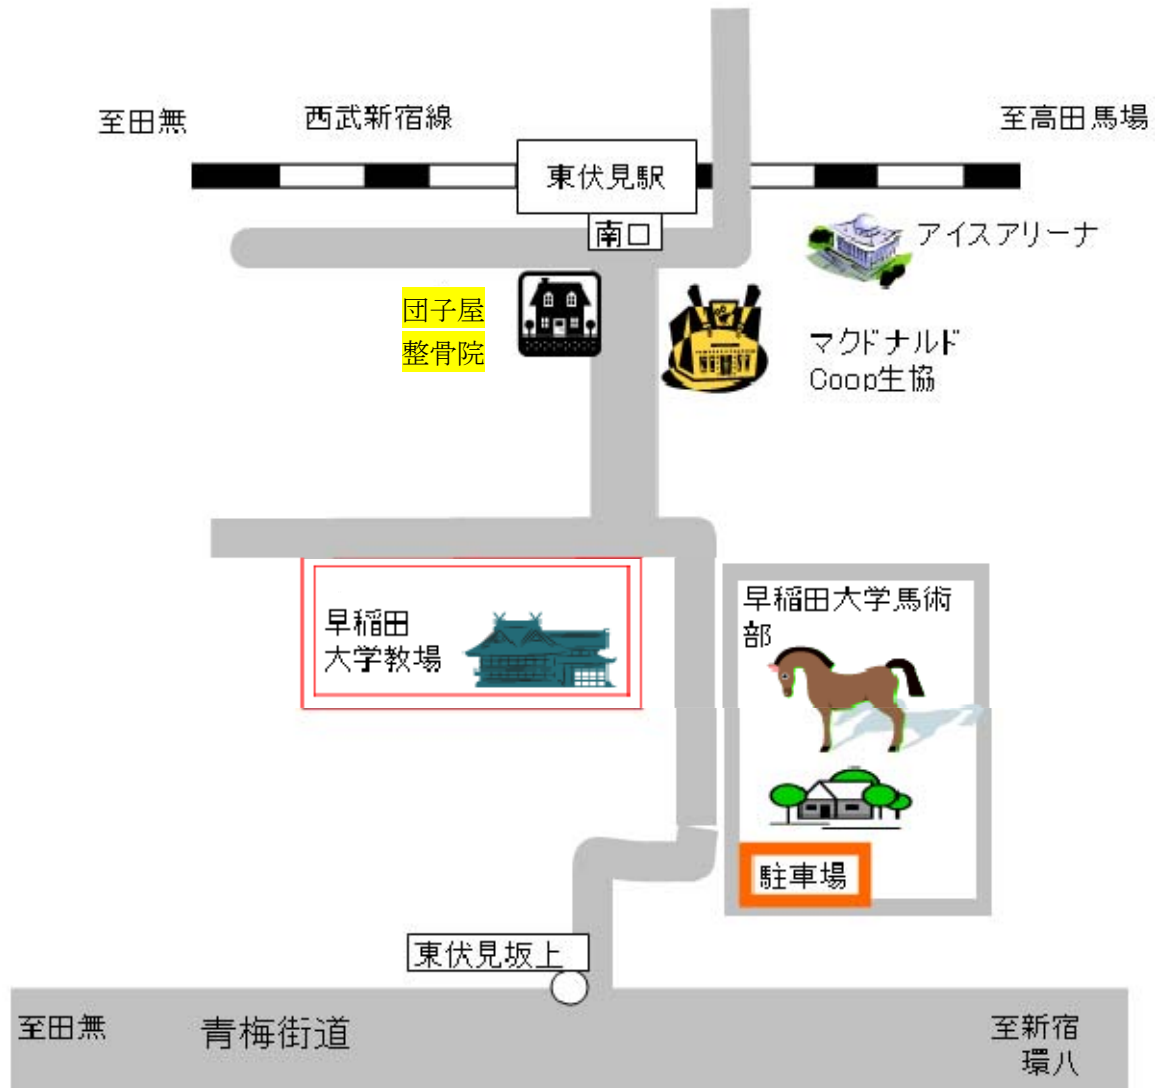 至田無
西武新宿線
至高田馬場
東伏見駅
南口
アイスアリーナ
団子屋
整骨院
マクドナルド
Coop生協
早稲田
大学教場
早稲田大学馬術
部
駐車場
東伏見坂上
至田無
青梅街道
至新宿
環八